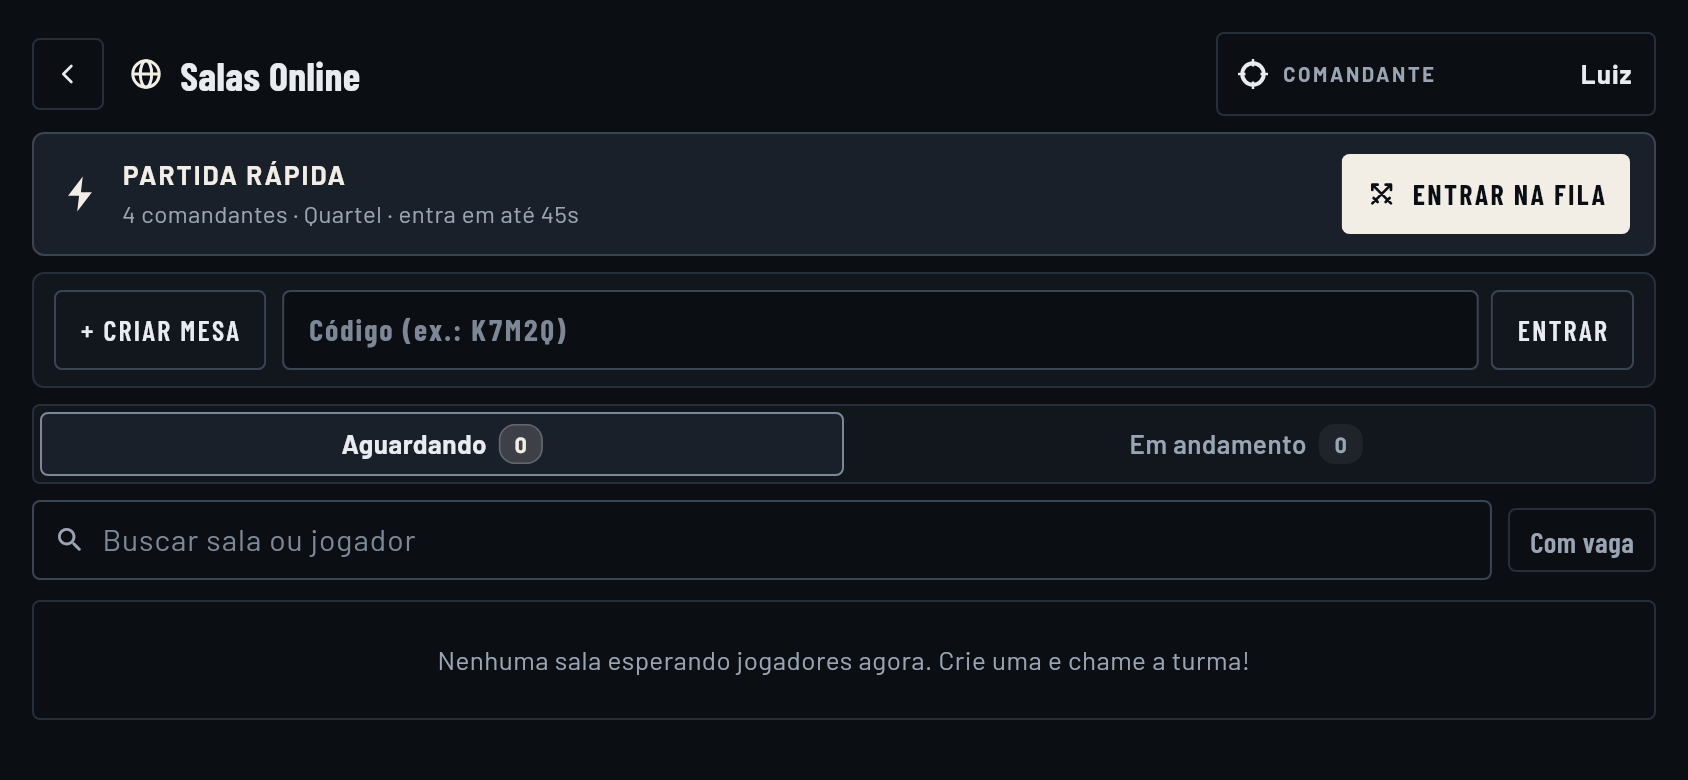 Salas Online
COMANDANTE Luiz
PARTIDA RÁPIDA
4 comandantes · Quartel · entra em até 45s
ENTRAR NA FILA
+ CRIAR MESA
Código (ex.: K7M2Q)
ENTRAR
Aguardando 0
Em andamento 0
Buscar sala ou jogador
Com vaga
Nenhuma sala esperando jogadores agora. Crie uma e chame a turma!